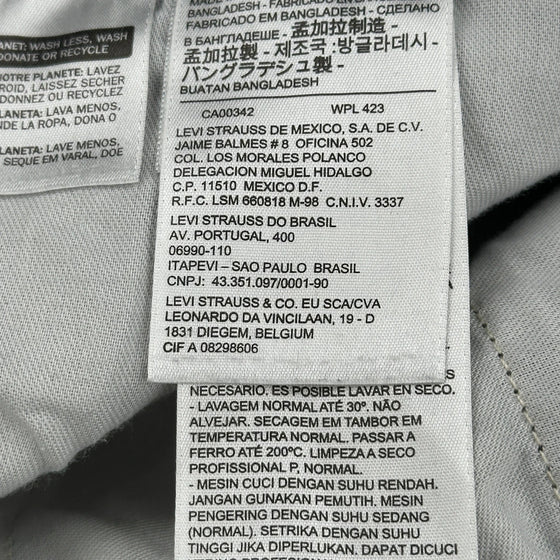 PLANET: WASH LESS, WASH
DONATE OR RECYCLE
NOTRE PLANETE: LAVEZ
FROID, LAISSEZ SECHER
DONNEZ OU RECYCLEZ
PLANETA: LAVA MENOS,
DE LA ROPA, DONA O
PLANETA: LAVE MENOS,
SEQUE EM VARAL, DOE
BANGLADESH - FABRICADO EN BANGLADESH
FABRICADO EM BANGLADESH - СДЕЛАНО
В БАНГЛАДЕШЕ - 孟加拉制造 -
孟加拉製 - 제조국 :방글라데시 -
バングラデシュ製 -
BUATAN BANGLADESH
CA00342 WPL 423
LEVI STRAUSS DE MEXICO, S.A. DE C.V.
JAIME BALMES # 8 OFICINA 502
COL. LOS MORALES POLANCO
DELEGACION MIGUEL HIDALGO
C.P. 11510 MEXICO D.F.
R.F.C. LSM 660818 M-98 C.N.I.V. 3337
LEVI STRAUSS DO BRASIL
AV. PORTUGAL, 400
06990-110
ITAPEVI – SAO PAULO BRASIL
CNPJ: 43.351.097/0001-90
LEVI STRAUSS & CO. EU SCA/CVA
LEONARDO DA VINCILAAN, 19 - D
1831 DIEGEM, BELGIUM
CIF A 08298606
NECESARIO. ES POSIBLE LAVAR EN SECO.
- LAVAGEM NORMAL ATÉ 30º. NÃO
ALVEJAR. SECAGEM EM TAMBOR EM
TEMPERATURA NORMAL. PASSAR A
FERRO ATÉ 200ºC. LIMPEZA A SECO
PROFISSIONAL P, NORMAL.
- MESIN CUCI DENGAN SUHU RENDAH.
JANGAN GUNAKAN PEMUTIH. MESIN
PENGERING DENGAN SUHU SEDANG
(NORMAL). SETRIKA DENGAN SUHU
TINGGI JIKA DIPERLUKAN. DAPAT DICUCI